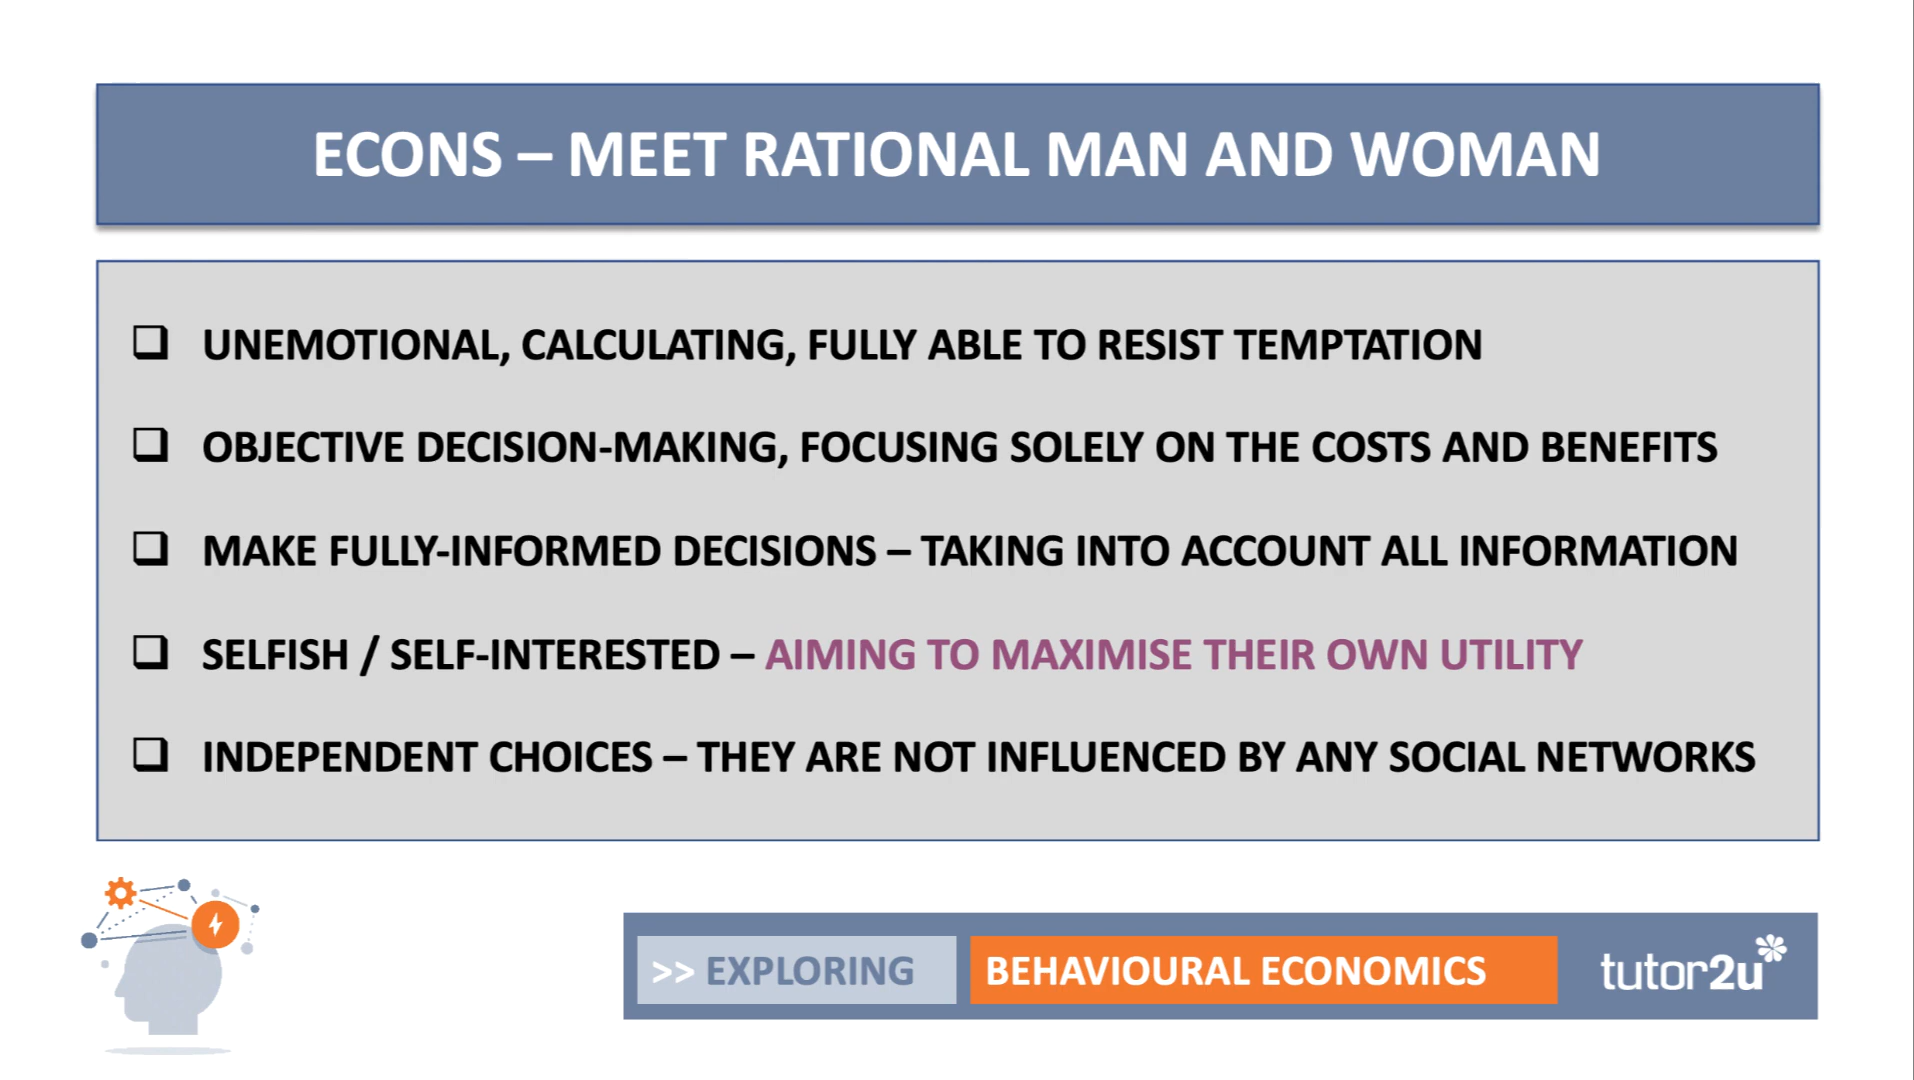 ECONS – MEET RATIONAL MAN AND WOMAN
UNEMOTIONAL, CALCULATING, FULLY ABLE TO RESIST TEMPTATION
OBJECTIVE DECISION-MAKING, FOCUSING SOLELY ON THE COSTS AND BENEFITS
MAKE FULLY-INFORMED DECISIONS – TAKING INTO ACCOUNT ALL INFORMATION
SELFISH / SELF-INTERESTED – AIMING TO MAXIMISE THEIR OWN UTILITY
INDEPENDENT CHOICES – THEY ARE NOT INFLUENCED BY ANY SOCIAL NETWORKS
>> EXPLORING BEHAVIOURAL ECONOMICS tutor2u